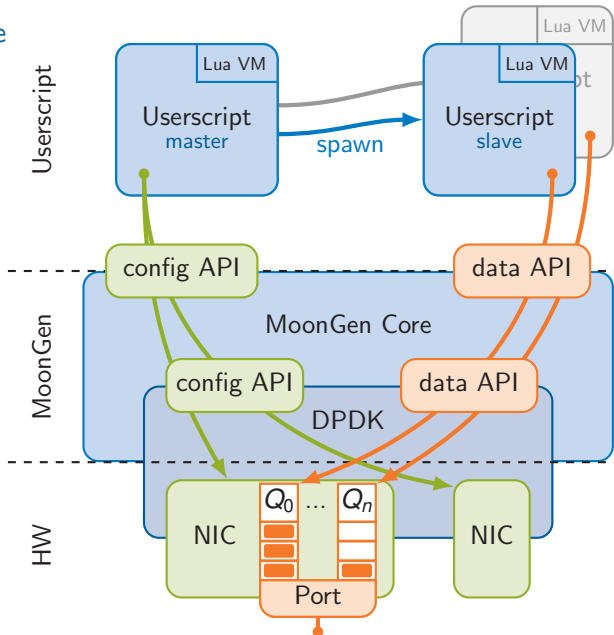 e
Lua VM
Lua VM
Lua VM
Userscript
master
Userscript
slave
pt
spawn
Userscript
config API
data API
MoonGen Core
MoonGen
config API
data API
DPDK
HW
NIC
Q0 ... Qn
NIC
Port